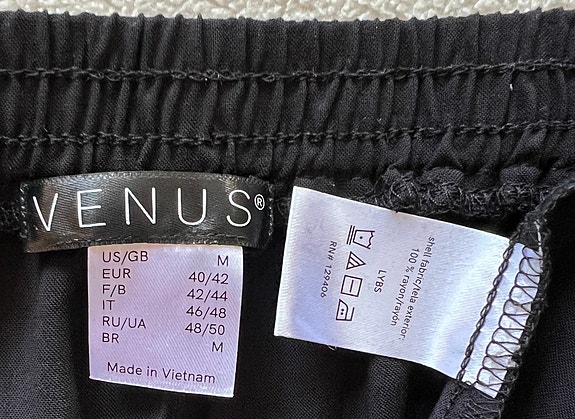 VENUS®
US/GB M
EUR 40/42
F/B 42/44
IT 46/48
RU/UA 48/50
BR M
Made in Vietnam
shell fabric/tela exterior:
100 % rayon/rayón
LYBS
RN# 129406